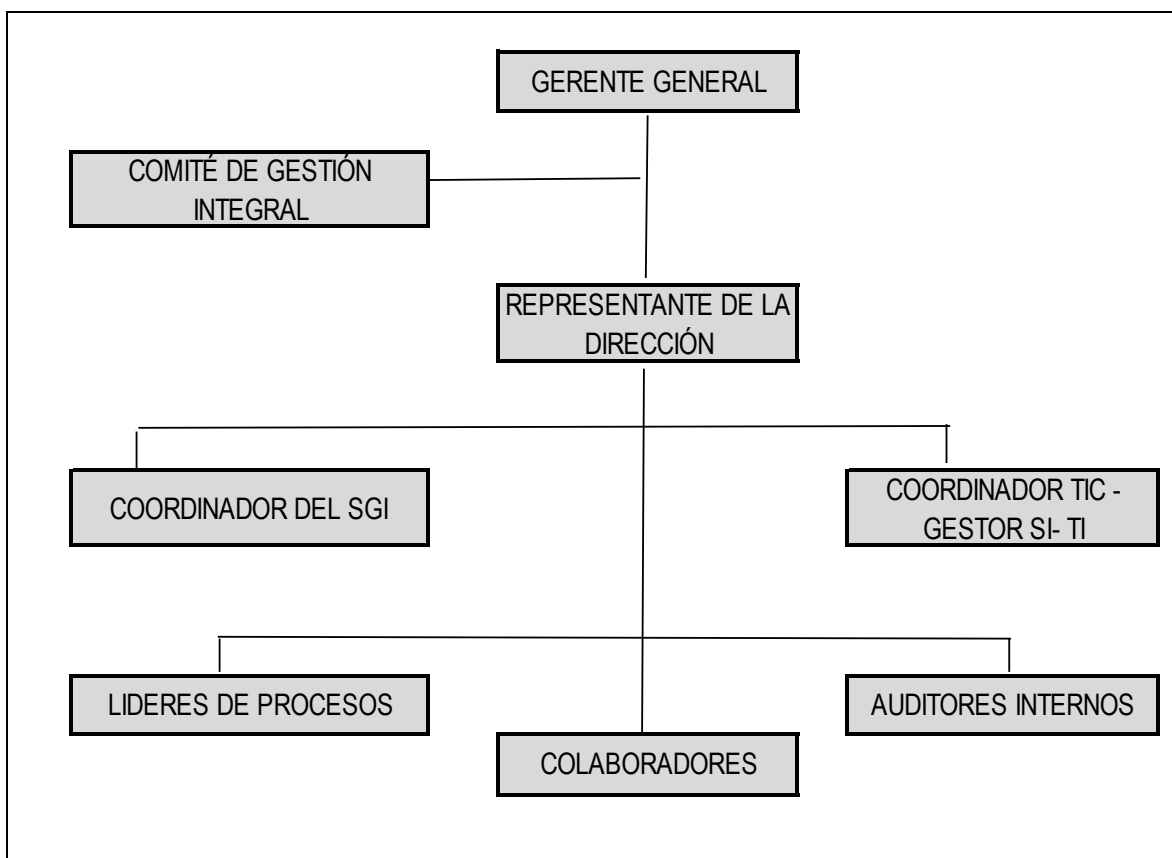 GERENTE GENERAL
COMITÉ DE GESTIÓN
INTEGRAL
REPRESENTANTE DE LA
DIRECCIÓN
COORDINADOR DEL SGI
COORDINADOR TIC -
GESTOR SI- TI
LIDERES DE PROCESOS
AUDITORES INTERNOS
COLABORADORES